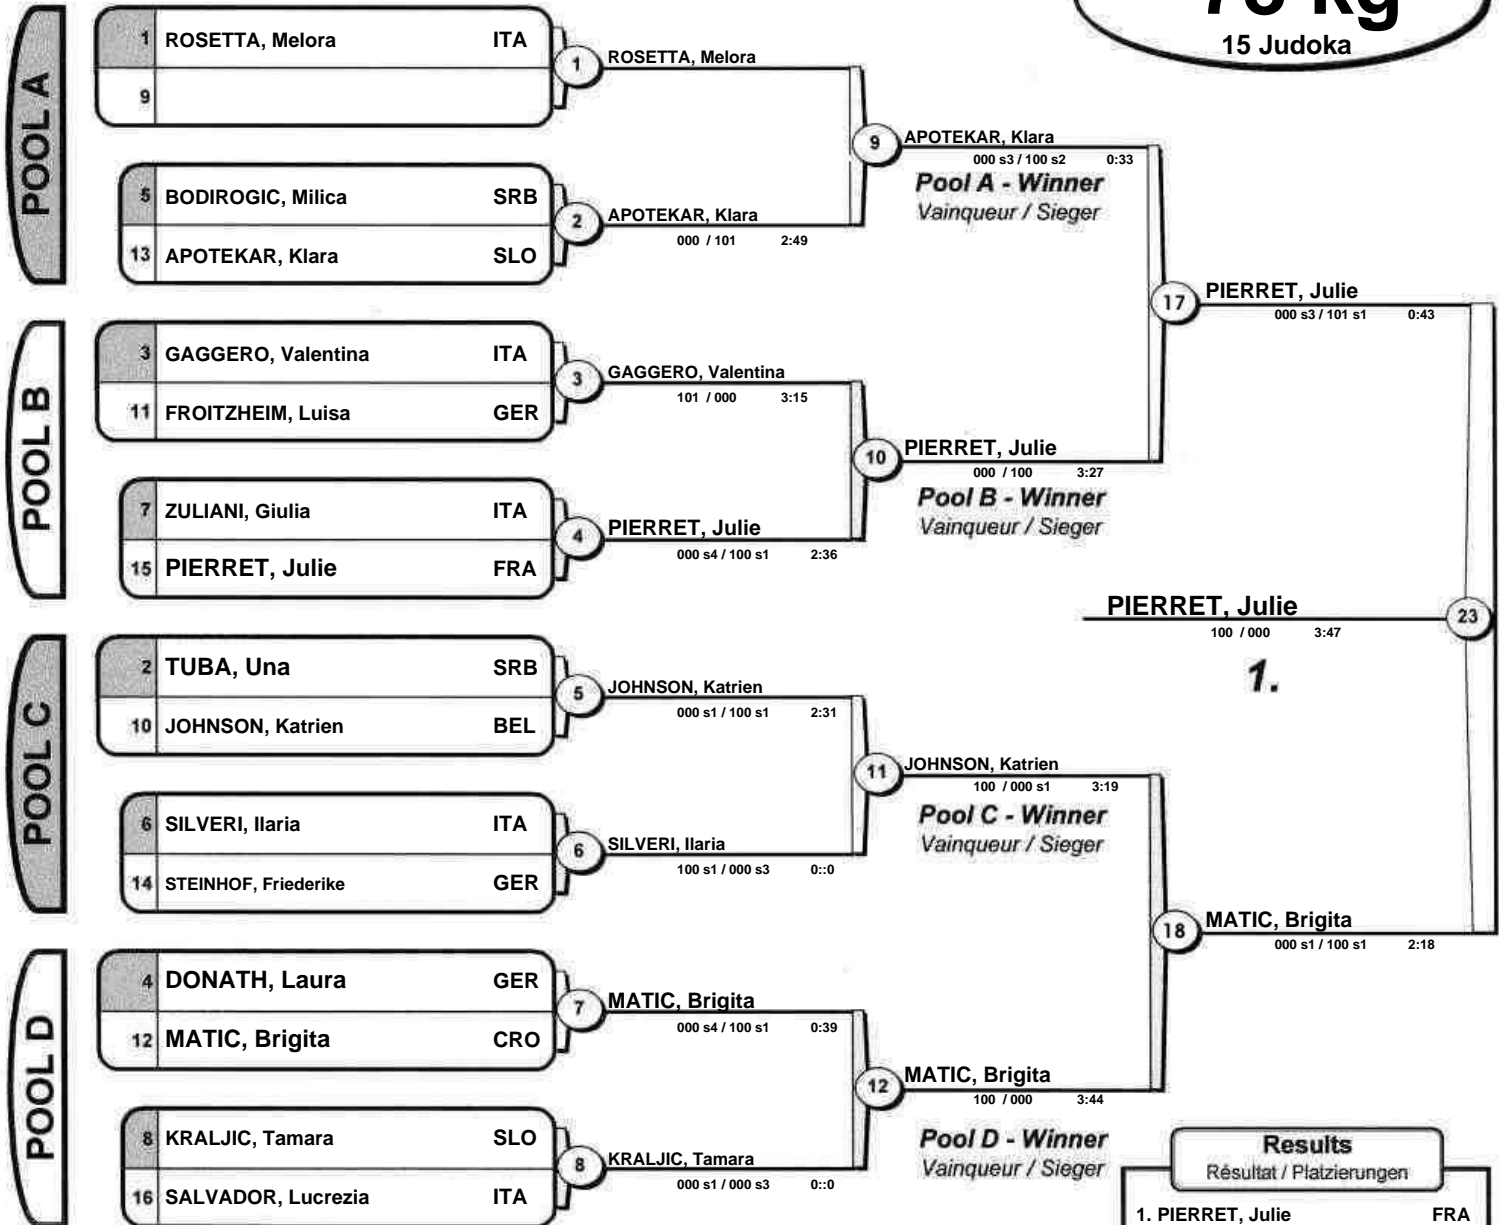 78 kg
15 Judoka
POOL A
1 ROSETTA, Melora ITA
9
1
ROSETTA, Melora
5 BODIROGIC, Milica SRB
13 APOTEKAR, Klara SLO
2
APOTEKAR, Klara
000 / 101 2:49
9
APOTEKAR, Klara
000 s3 / 100 s2 0:33
Pool A - Winner
Vainqueur / Sieger
POOL B
3 GAGGERO, Valentina ITA
11 FROITZHEIM, Luisa GER
3
GAGGERO, Valentina
101 / 000 3:15
7 ZULIANI, Giulia ITA
15 PIERRET, Julie FRA
4
PIERRET, Julie
000 s4 / 100 s1 2:36
10
PIERRET, Julie
000 / 100 3:27
Pool B - Winner
Vainqueur / Sieger
17
PIERRET, Julie
000 s3 / 101 s1 0:43
PIERRET, Julie
100 / 000 3:47
23
1.
POOL C
2 TUBA, Una SRB
10 JOHNSON, Katrien BEL
5
JOHNSON, Katrien
000 s1 / 100 s1 2:31
6 SILVERI, Ilaria ITA
14 STEINHOF, Friederike GER
6
SILVERI, Ilaria
100 s1 / 000 s3 0::0
11
JOHNSON, Katrien
100 / 000 s1 3:19
Pool C - Winner
Vainqueur / Sieger
18
MATIC, Brigita
000 s1 / 100 s1 2:18
POOL D
4 DONATH, Laura GER
12 MATIC, Brigita CRO
7
MATIC, Brigita
000 s4 / 100 s1 0:39
8 KRALJIC, Tamara SLO
16 SALVADOR, Lucrezia ITA
8
KRALJIC, Tamara
000 s1 / 000 s3 0::0
12
MATIC, Brigita
100 / 000 3:44
Pool D - Winner
Vainqueur / Sieger
Results
Résultat / Platzierungen
1. PIERRET, Julie FRA